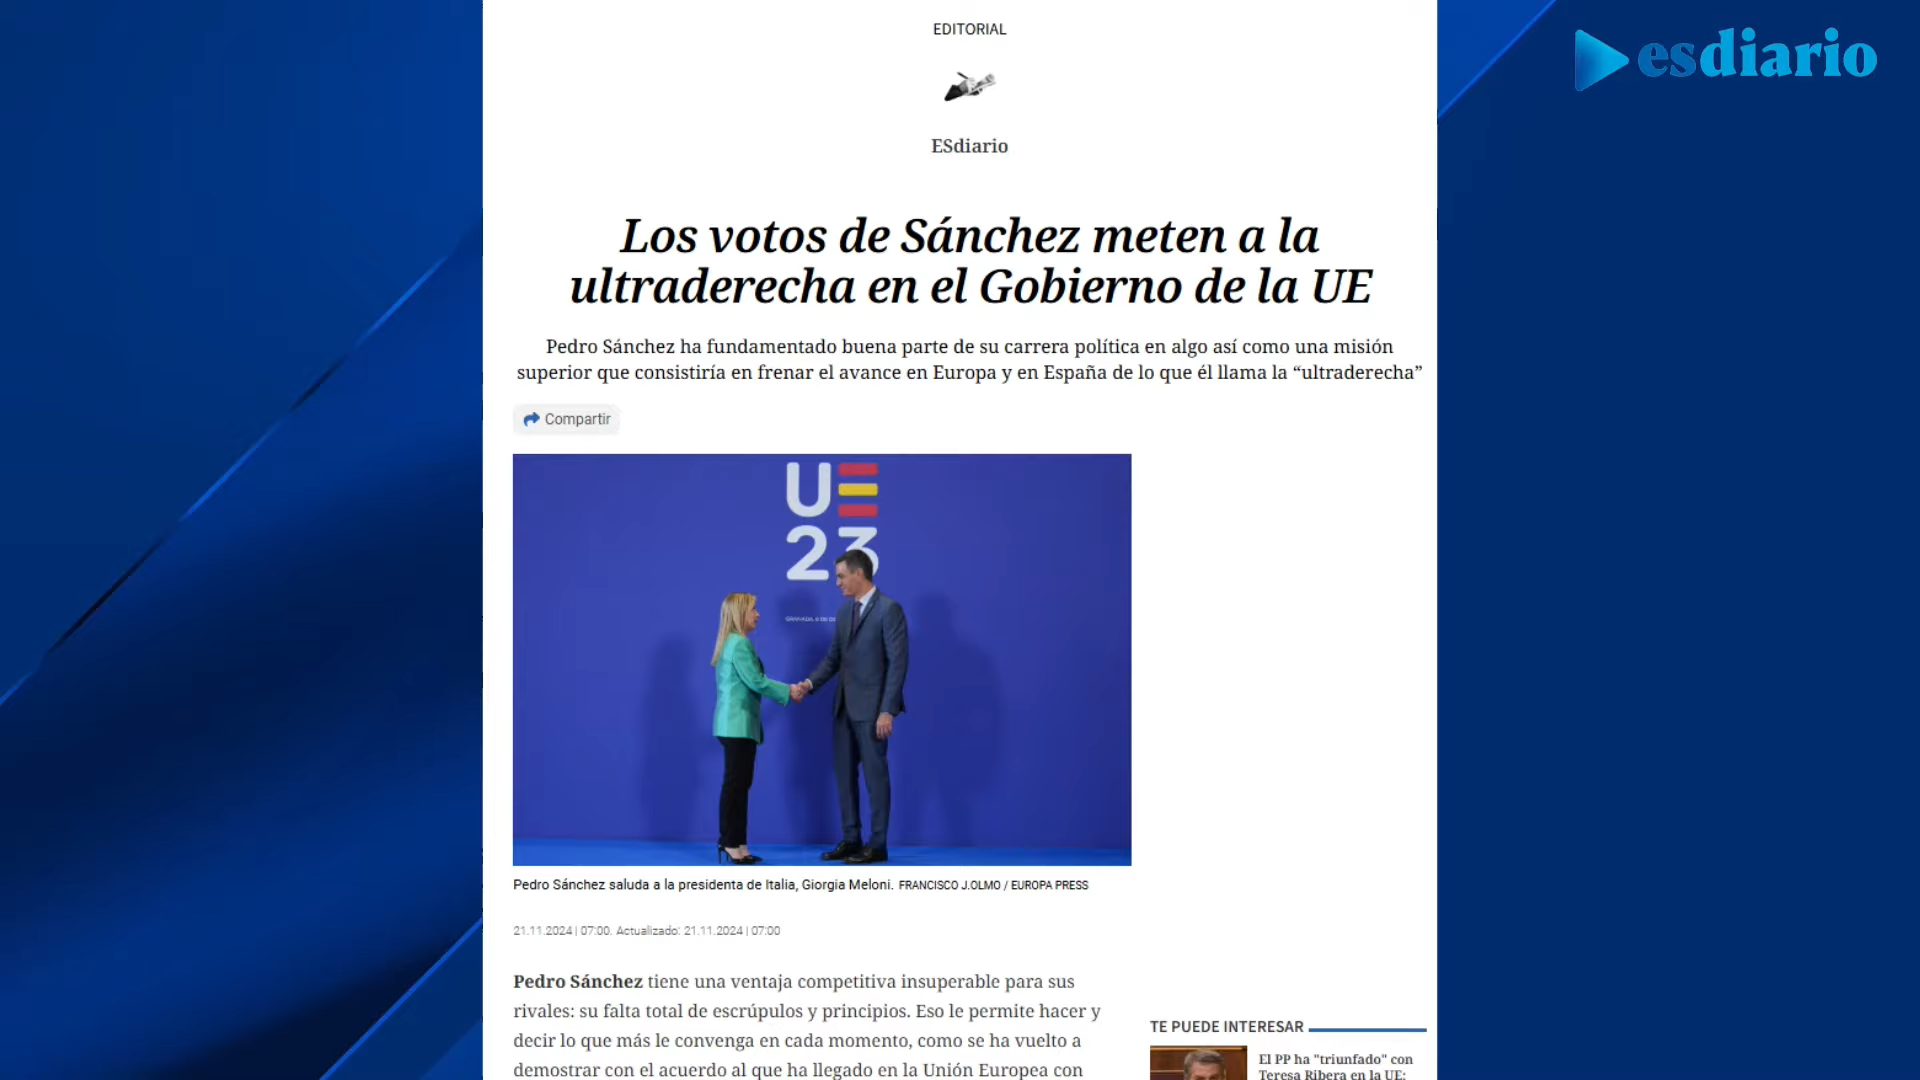 EDITORIAL
esdiario
ESdiario
Los votos de Sánchez meten a la
ultraderecha en el Gobierno de la UE
Pedro Sánchez ha fundamentado buena parte de su carrera política en algo así como una misión
superior que consistiría en frenar el avance en Europa y en España de lo que él llama la “ultraderecha”
Compartir
UE
23
Pedro Sánchez saluda a la presidenta de Italia, Giorgia Meloni. FRANCISCO J.OLMO / EUROPA PRESS
21.11.2024 | 07:00. Actualizado: 21.11.2024 | 07:00
Pedro Sánchez tiene una ventaja competitiva insuperable para sus
rivales: su falta total de escrúpulos y principios. Eso le permite hacer y
decir lo que más le convenga en cada momento, como se ha vuelto a
demostrar con el acuerdo al que ha llegado en la Unión Europea con
TE PUEDE INTERESAR
El PP ha "triunfado" con
Teresa Ribera en la UE: